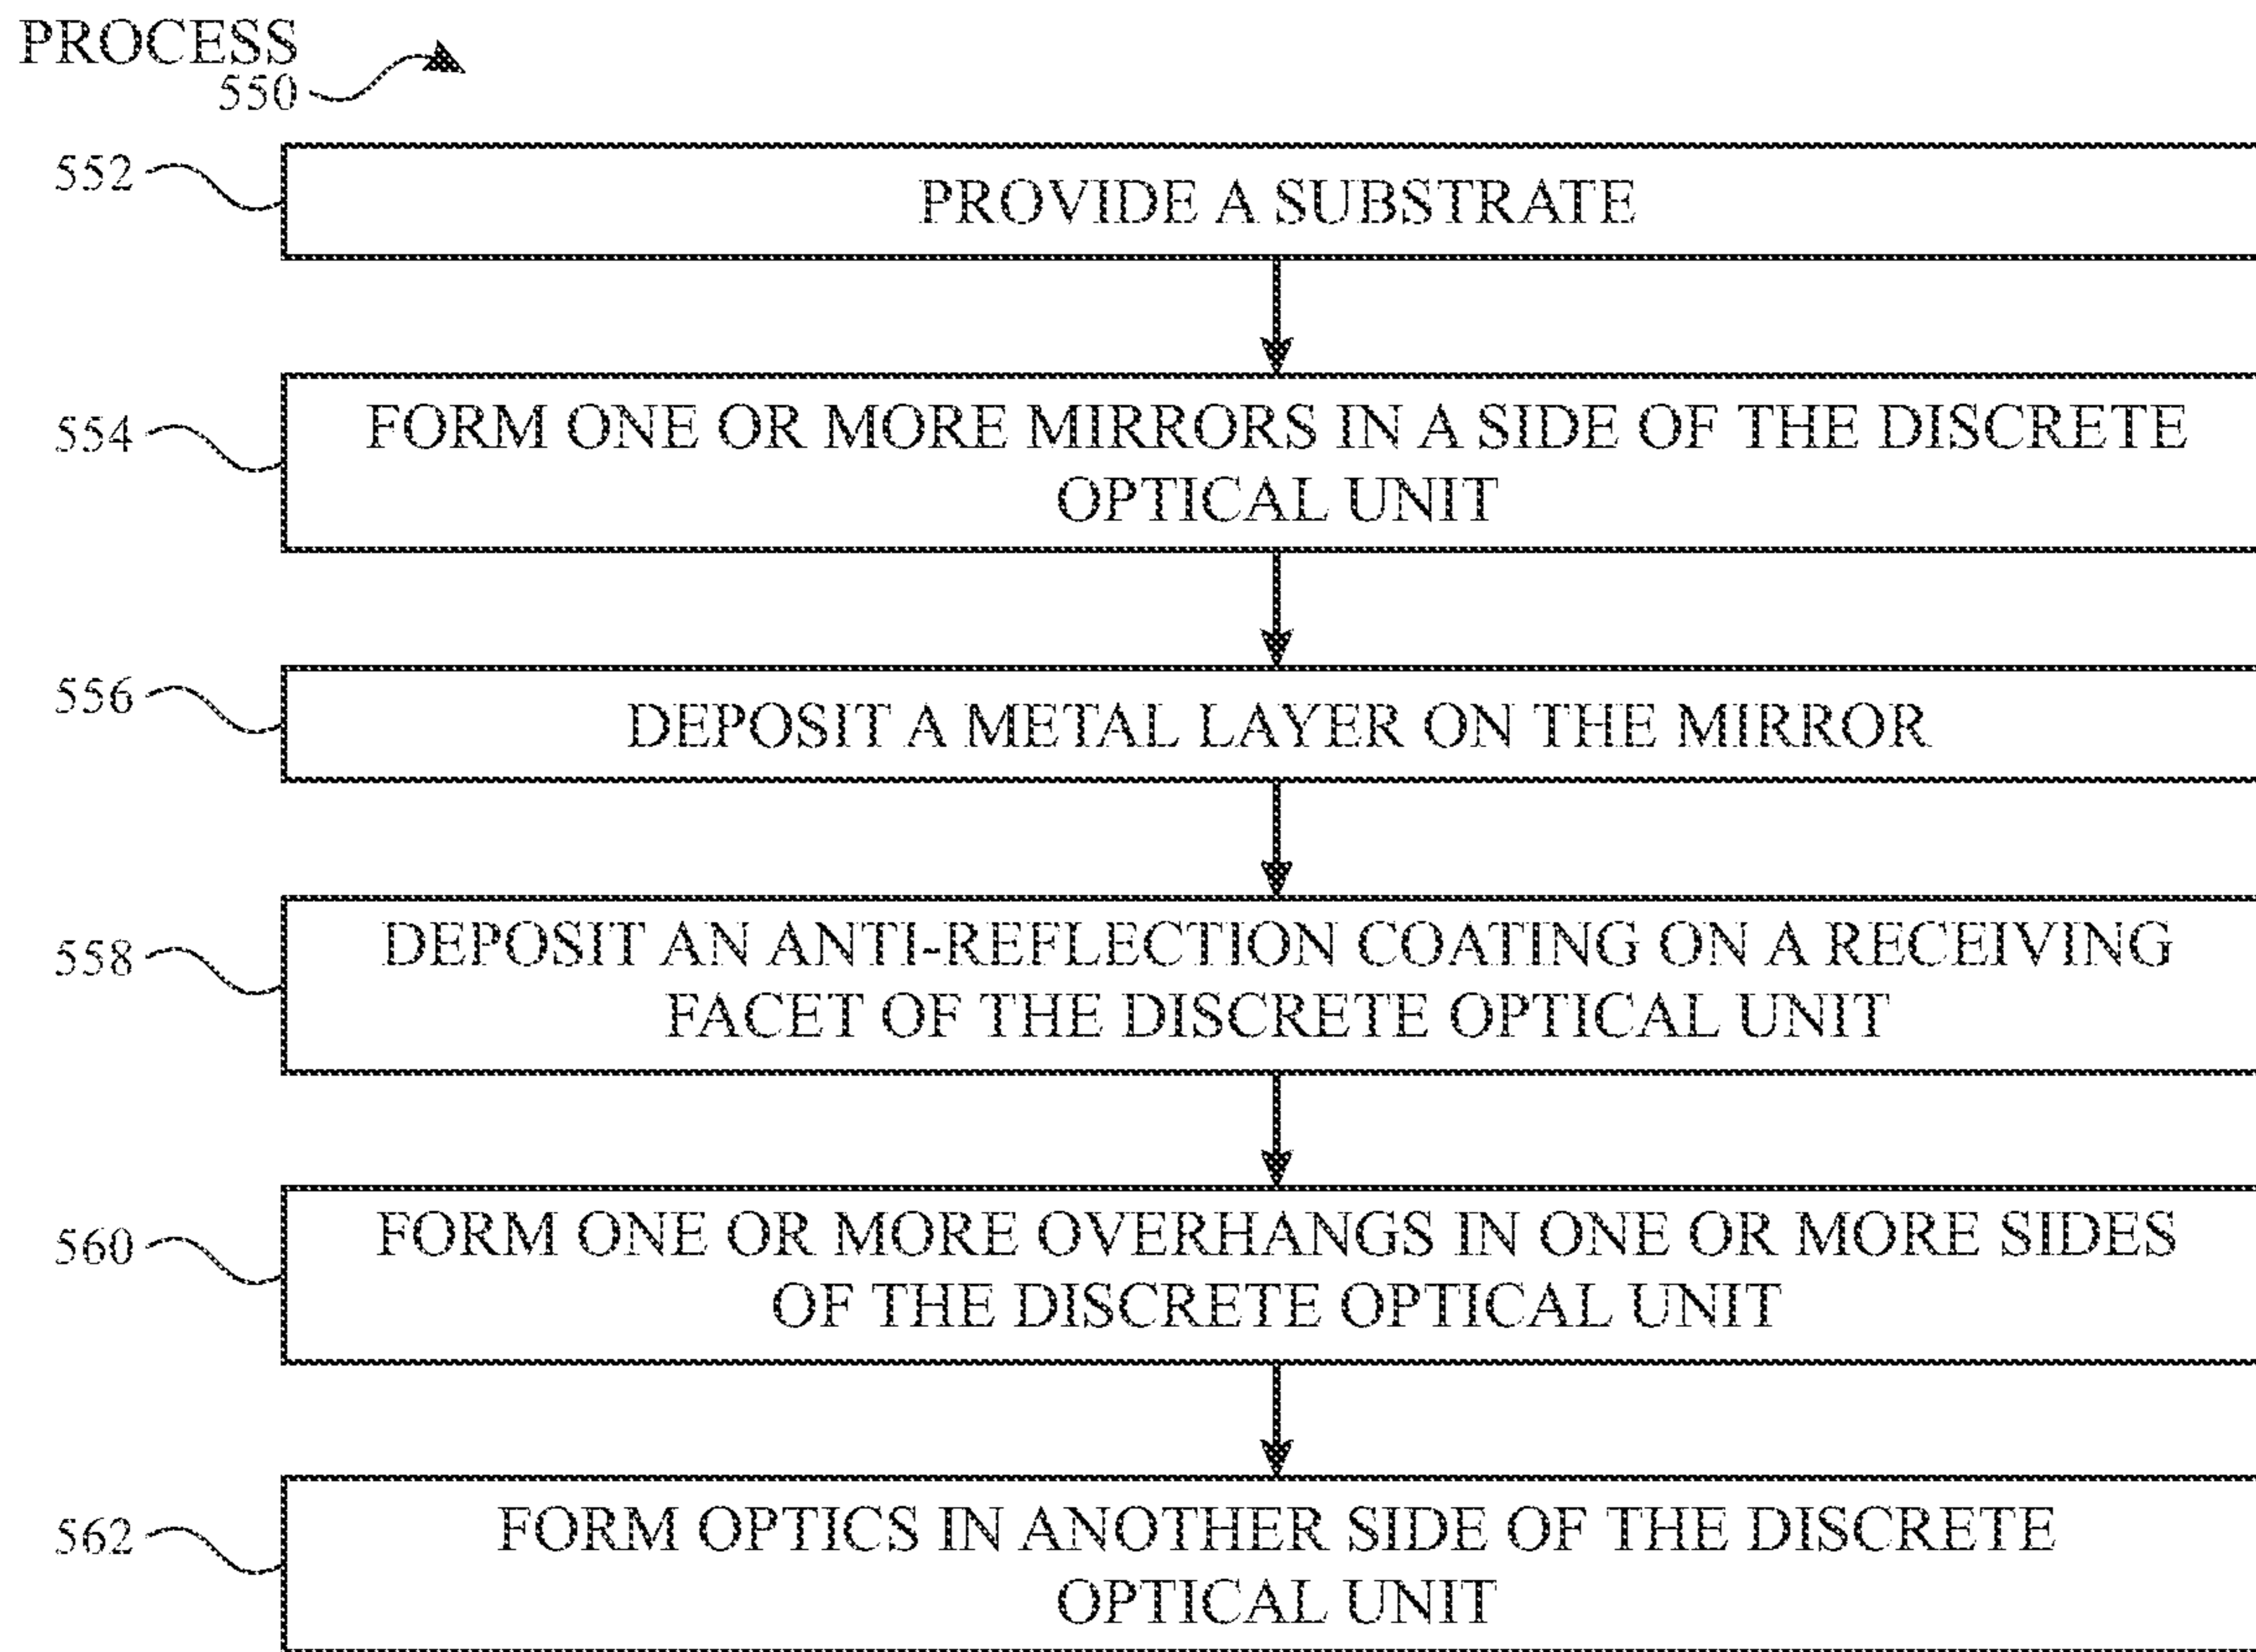 PROCESS
550
552
PROVIDE A SUBSTRATE
554
FORM ONE OR MORE MIRRORS IN A SIDE OF THE DISCRETE
OPTICAL UNIT
556
DEPOSIT A METAL LAYER ON THE MIRROR
558
DEPOSIT AN ANTI-REFLECTION COATING ON A RECEIVING
FACET OF THE DISCRETE OPTICAL UNIT
560
FORM ONE OR MORE OVERHANGS IN ONE OR MORE SIDES
OF THE DISCRETE OPTICAL UNIT
562
FORM OPTICS IN ANOTHER SIDE OF THE DISCRETE
OPTICAL UNIT